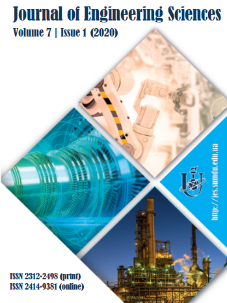 Journal of Engineering Sciences
Volume 7 | Issue 1 (2020)
http://jes.sumdu.edu.ua
ISSN 2312-2498 (print)
ISSN 2414-9381 (online)